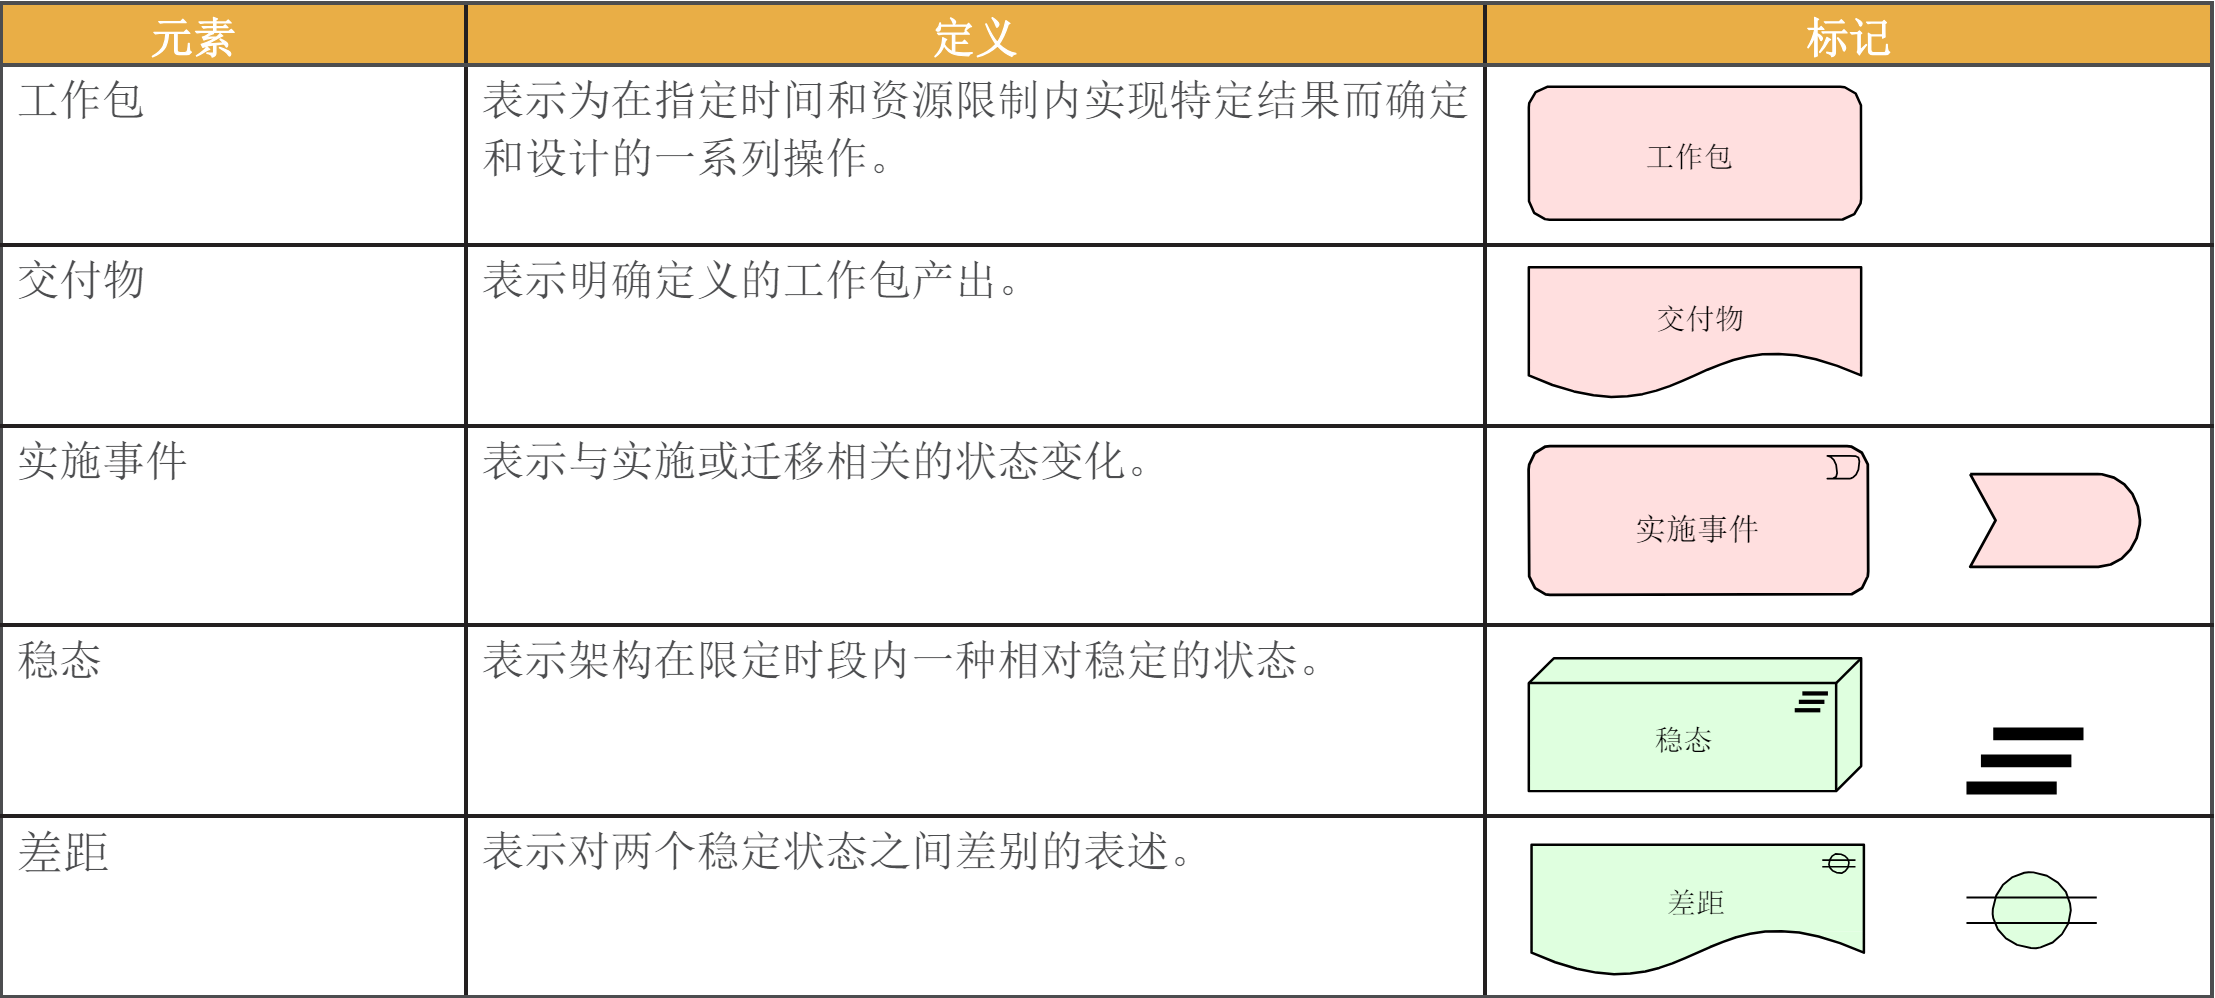 元素 定义 标记
工作包 表示为在指定时间和资源限制内实现特定结果而确定
和设计的一系列操作。
工作包
交付物 表示明确定义的工作包产出。
交付物
实施事件 表示与实施或迁移相关的状态变化。
实施事件
稳态 表示架构在限定时段内一种相对稳定的状态。
稳态
差距 表示对两个稳定状态之间差别的表述。
差距